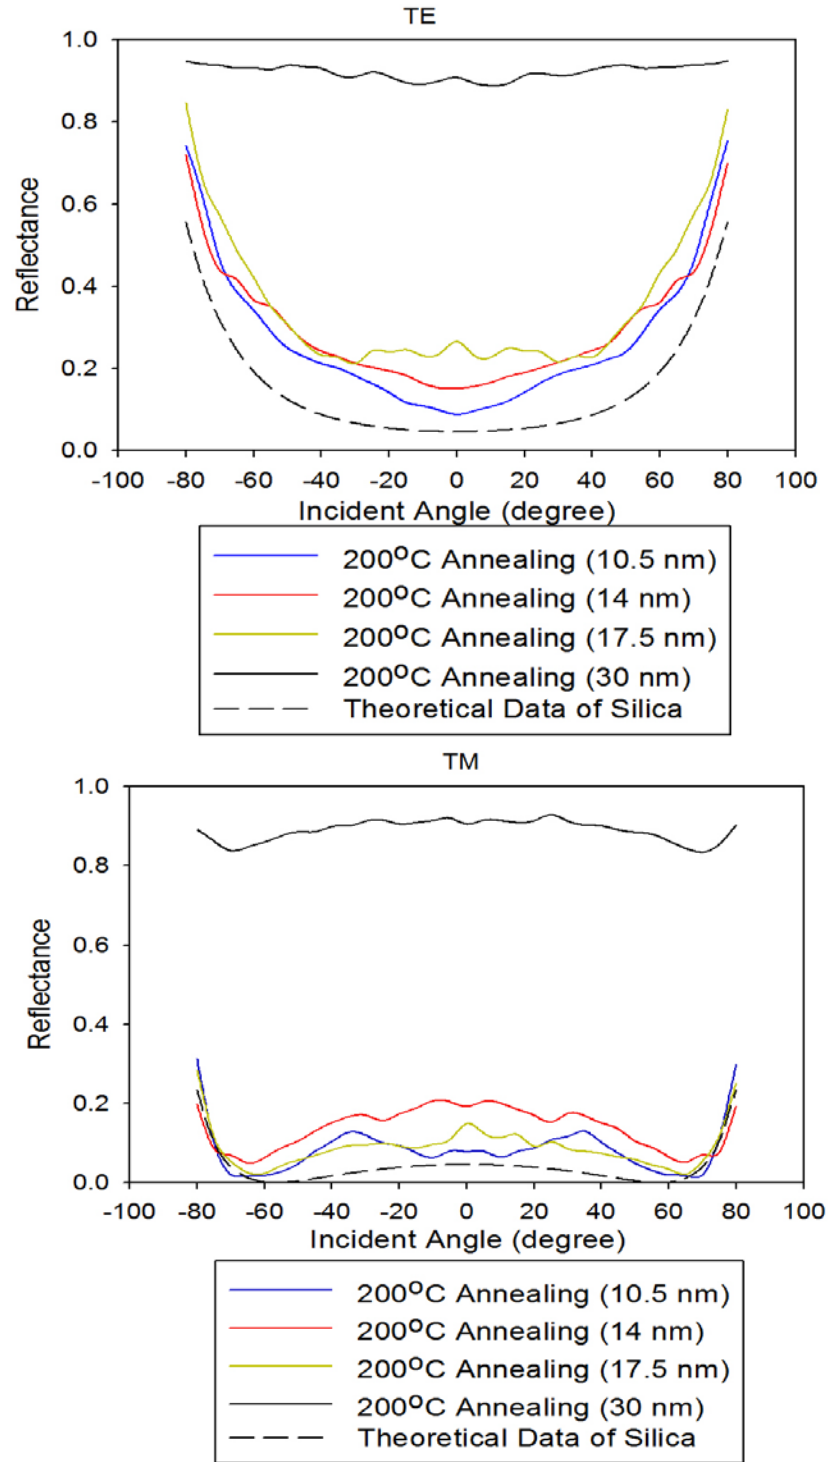 TE
1.0
0.8
0.6
0.4
0.2
0.0
Reflectance
-100 -80 -60 -40 -20 0 20 40 60 80 100
Incident Angle (degree)
200ºC Annealing (10.5 nm)
200ºC Annealing (14 nm)
200ºC Annealing (17.5 nm)
200ºC Annealing (30 nm)
Theoretical Data of Silica
TM
1.0
0.8
0.6
0.4
0.2
0.0
Reflectance
-100 -80 -60 -40 -20 0 20 40 60 80 100
Incident Angle (degree)
200ºC Annealing (10.5 nm)
200ºC Annealing (14 nm)
200ºC Annealing (17.5 nm)
200ºC Annealing (30 nm)
Theoretical Data of Silica